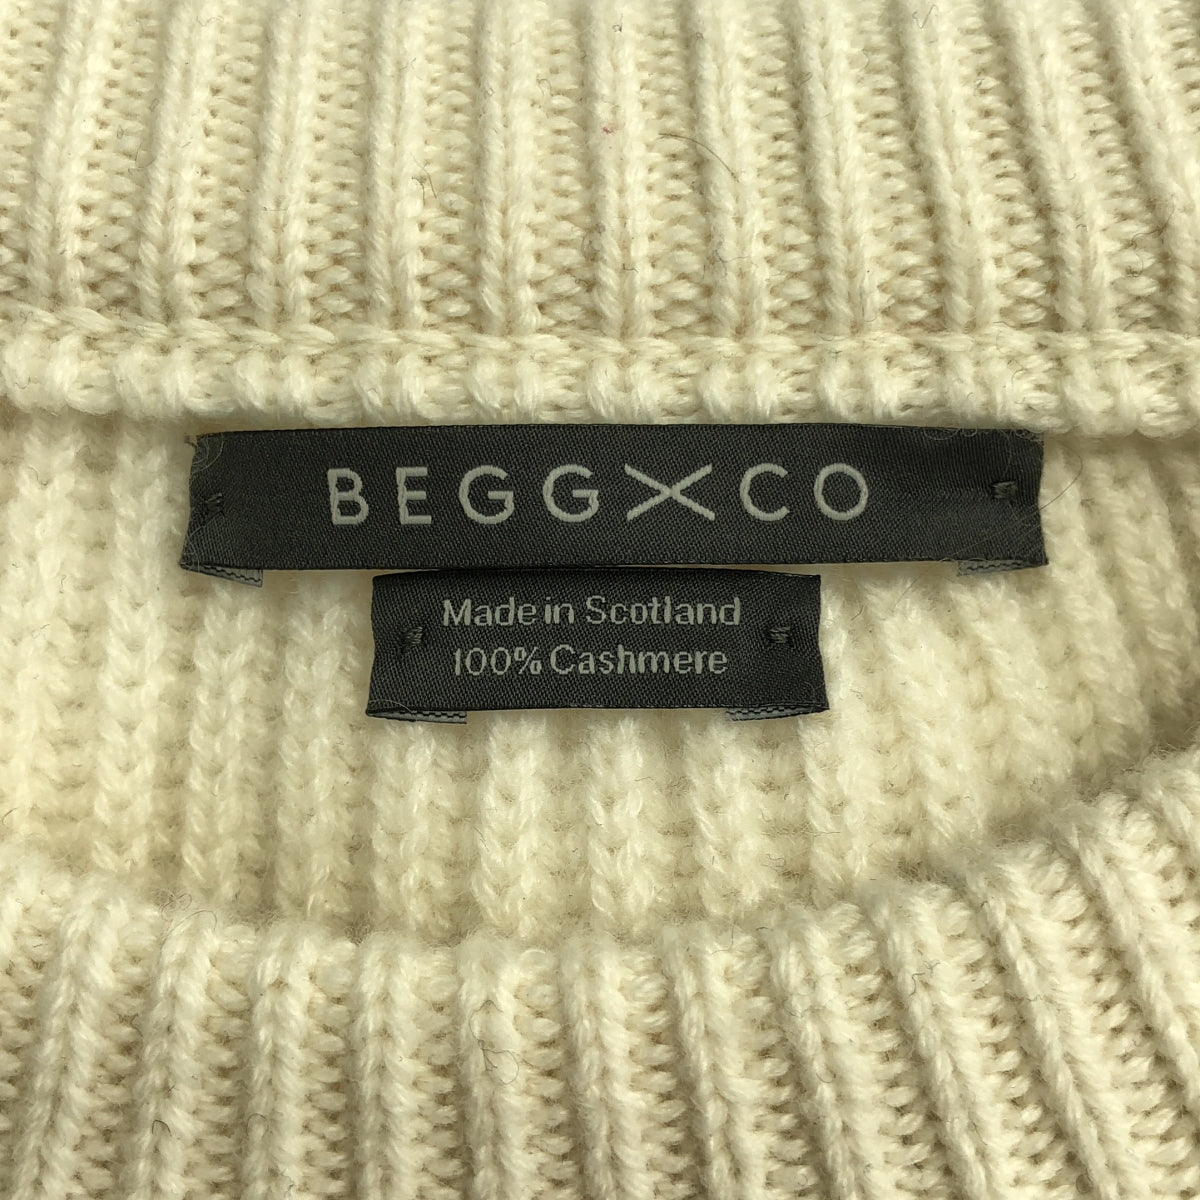 BEGG X CO
Made in Scotland
100% Cashmere